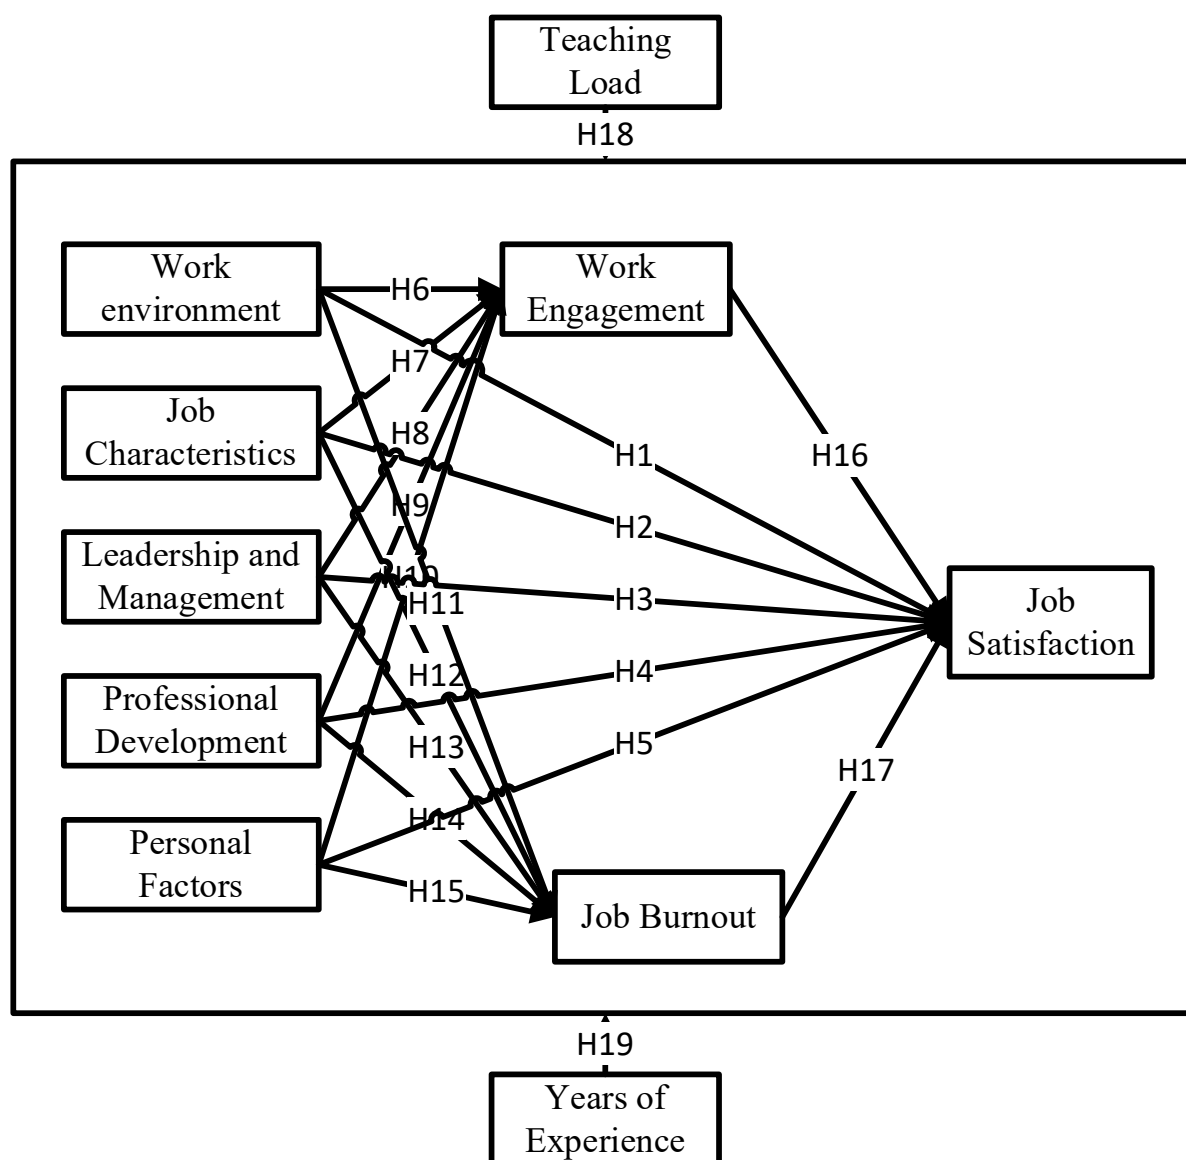 Teaching
Load
H18
Work
environment
H6
Work
Engagement
H7
Job
Characteristics
H8
H1
H16
H9
H2
Leadership and
Management
H10
H11
H3
Job
Satisfaction
H12
H4
Professional
Development
H13
H5
H17
H14
Personal
Factors
H15
Job Burnout
H19
Years of
Experience